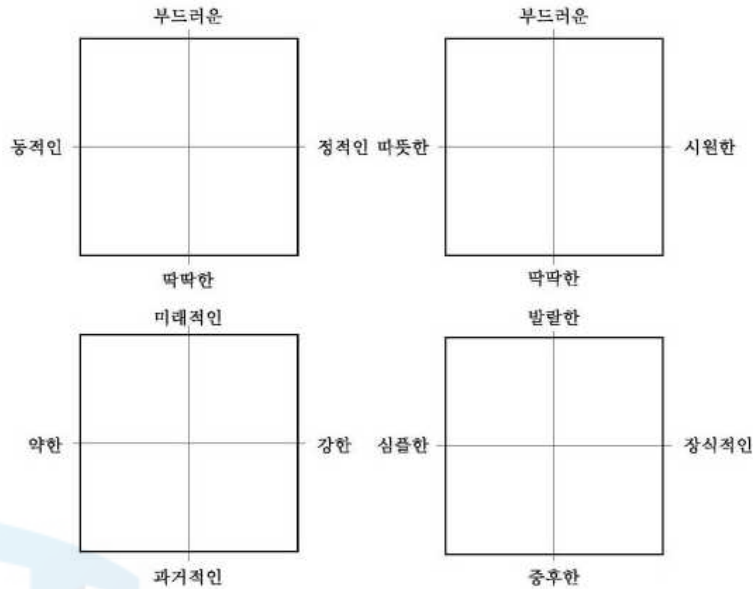 부드러운 부드러운
동적인 정적인 따뜻한 시원한
딱딱한 딱딱한
미래적인 발랄한
약한 강한 심플한 장식적인
과거적인 중후한